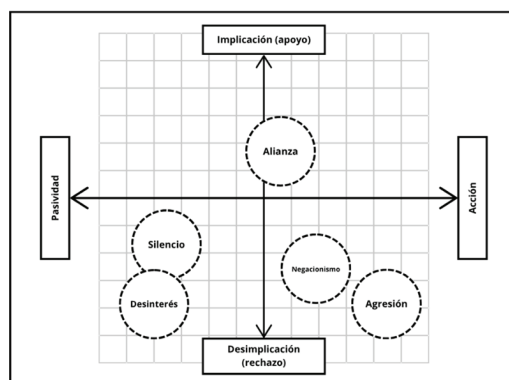 Implicación (apoyo)
Alianza
Pasividad
Acción
Silencio
Negacionismo
Desinterés
Agresión
Desimplicación
(rechazo)